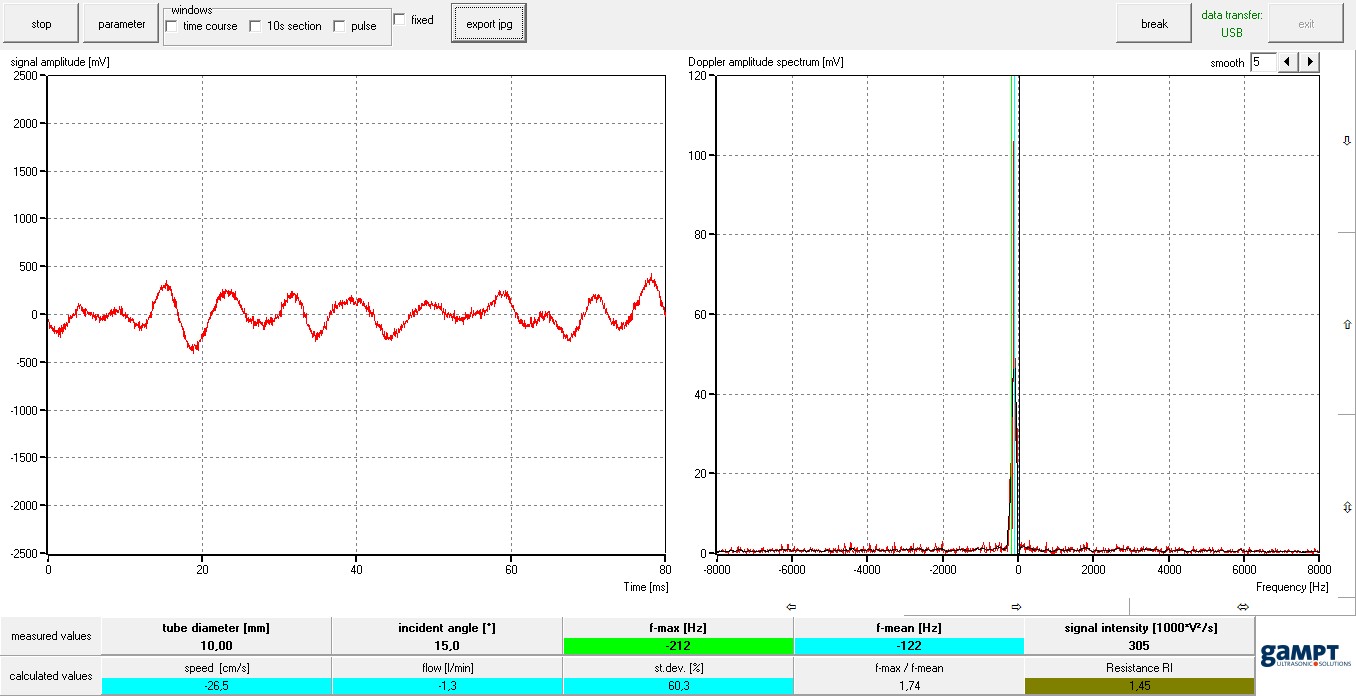 stop
parameter
windows
time course
10s section
pulse
fixed
export jpg
break
data transfer:
USB
exit
signal amplitude [mV]
2500
2000
1500
1000
500
0
-500
-1000
-1500
-2000
-2500
0 20 40 60 80
Time [ms]
Doppler amplitude spectrum [mV]
smooth 5
120
100
80
60
40
20
0
-8000 -6000 -4000 -2000 0 2000 4000 6000 8000
Frequency [Hz]
measured values
tube diameter [mm]
10,00
incident angle [°]
15,0
f-max [Hz]
-212
f-mean [Hz]
-122
signal intensity [1000*V²/s]
305
calculated values
speed [cm/s]
-26,5
flow [l/min]
-1,3
st.dev. [%]
60,3
f-max / f-mean
1,74
Resistance RI
1,45
GAMPT
ULTRASONIC SOLUTIONS